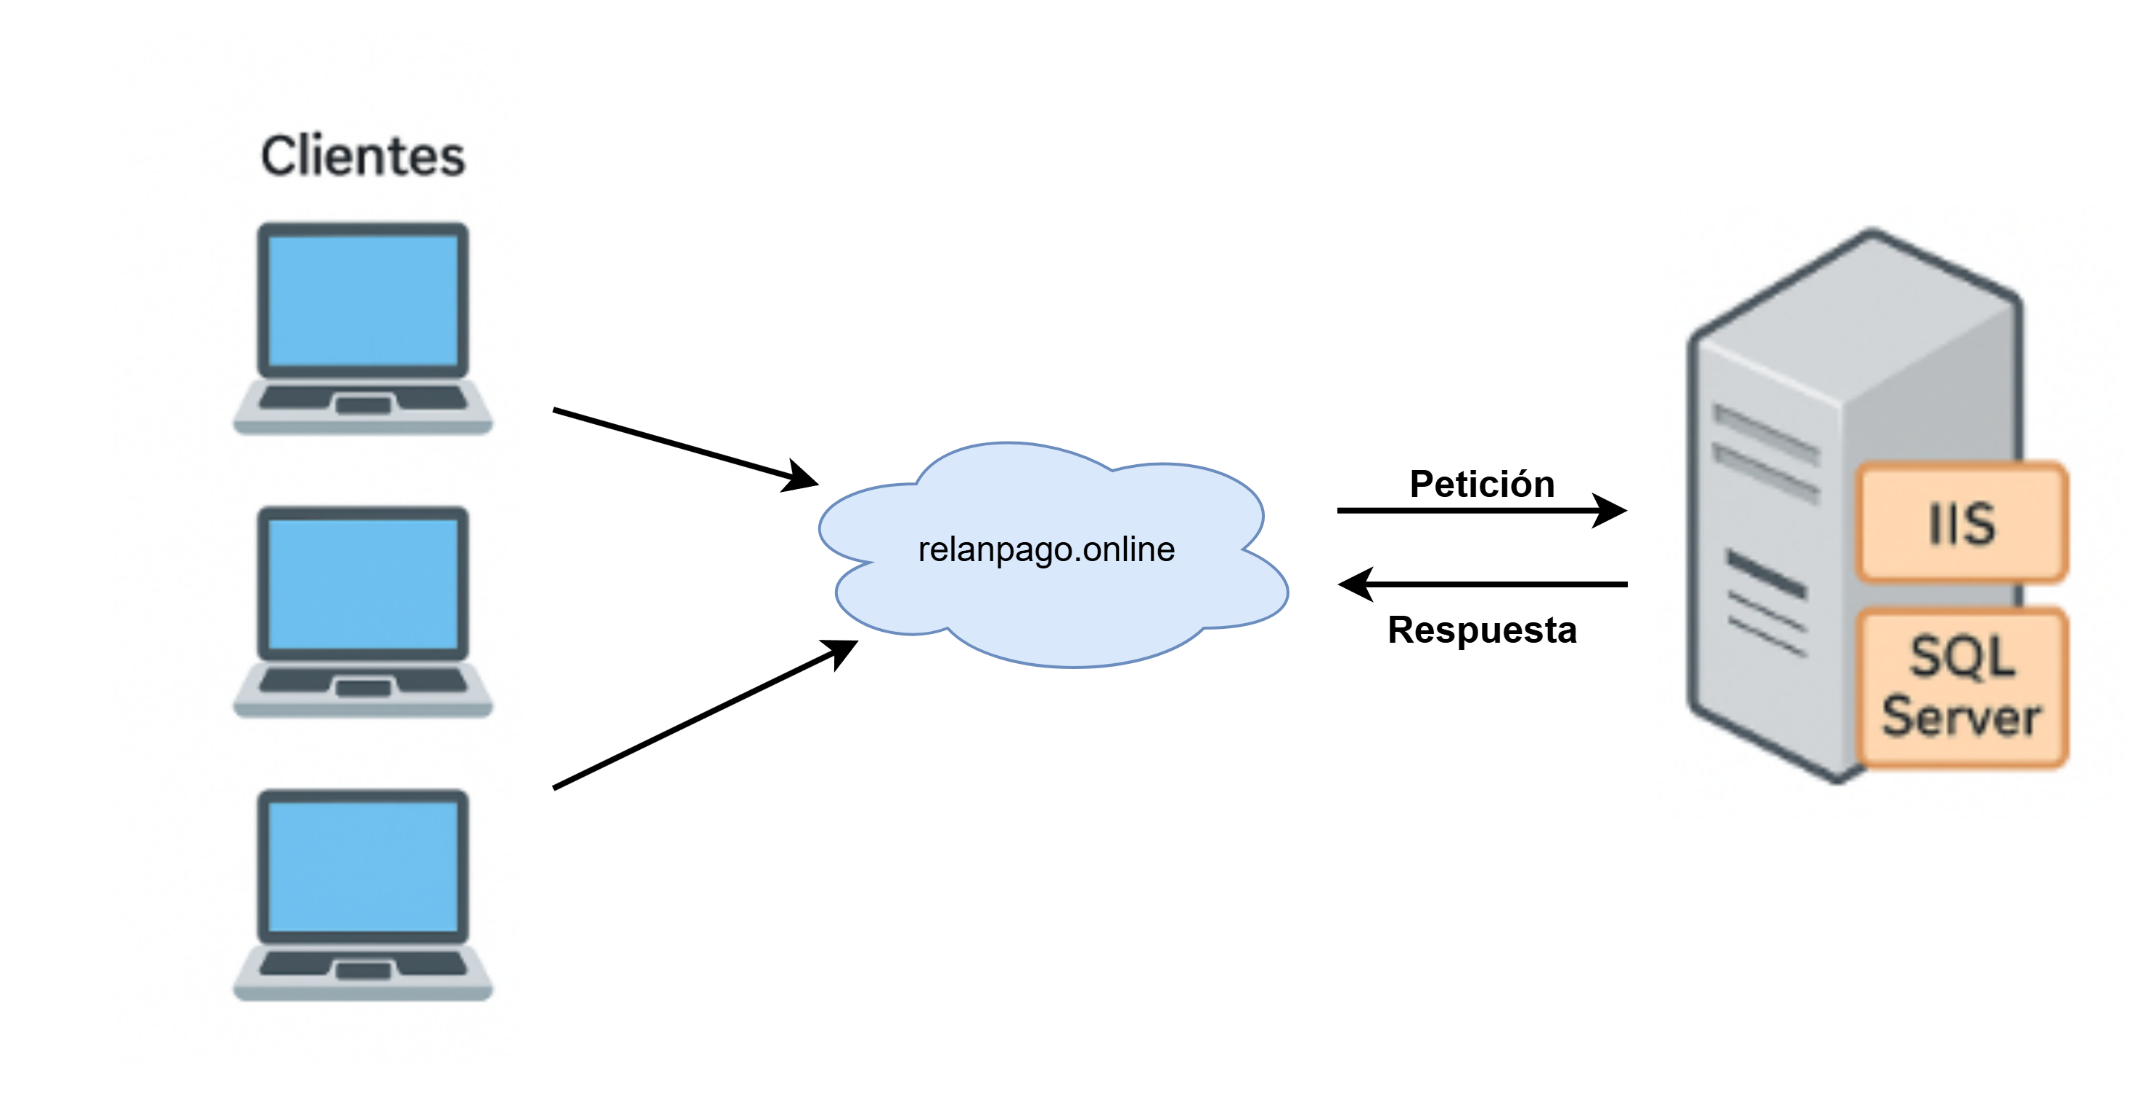 Clientes
relanpago.online
Petición
Respuesta
IIS
SQL
Server